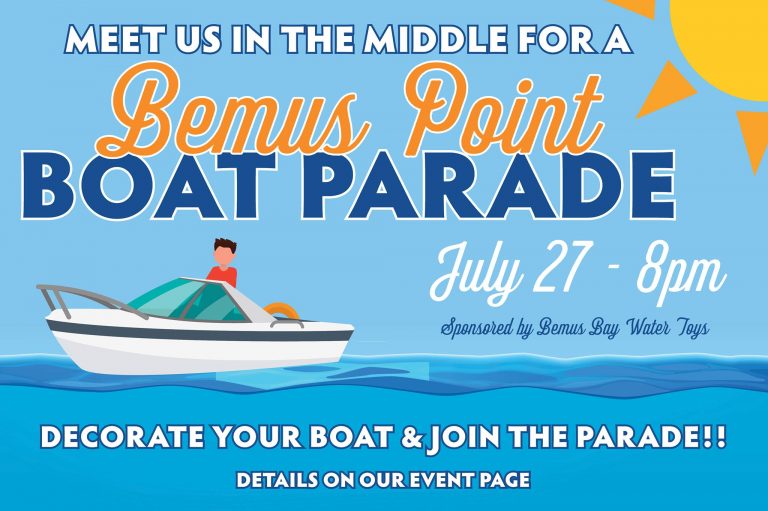 MEET US IN THE MIDDLE FOR A
Bemus Point
BOAT PARADE
July 27 - 8pm
Sponsored by Bemus Bay Water Toys
DECORATE YOUR BOAT & JOIN THE PARADE!!
DETAILS ON OUR EVENT PAGE